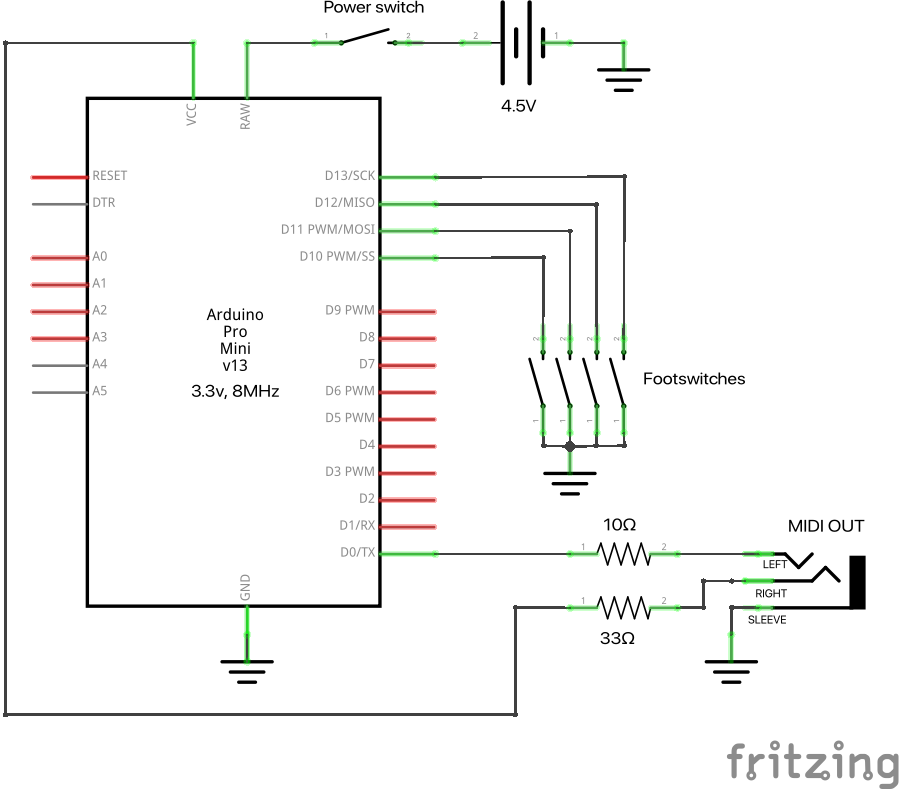 Power switch
1
2
2
1
4.5V
VCC
RAW
RESET
DTR
A0
A1
A2
A3
A4
A5
D13/SCK
D12/MISO
D11 PWM/MOSI
D10 PWM/SS
D9 PWM
D8
D7
D6 PWM
D5 PWM
D4
D3 PWM
D2
D1/RX
D0/TX
Arduino
Pro
Mini
v13
3.3v, 8MHz
GND
2
2
2
2
1
1
1
1
Footswitches
10Ω
1
2
33Ω
1
2
MIDI OUT
LEFT
RIGHT
SLEEVE
fritzing